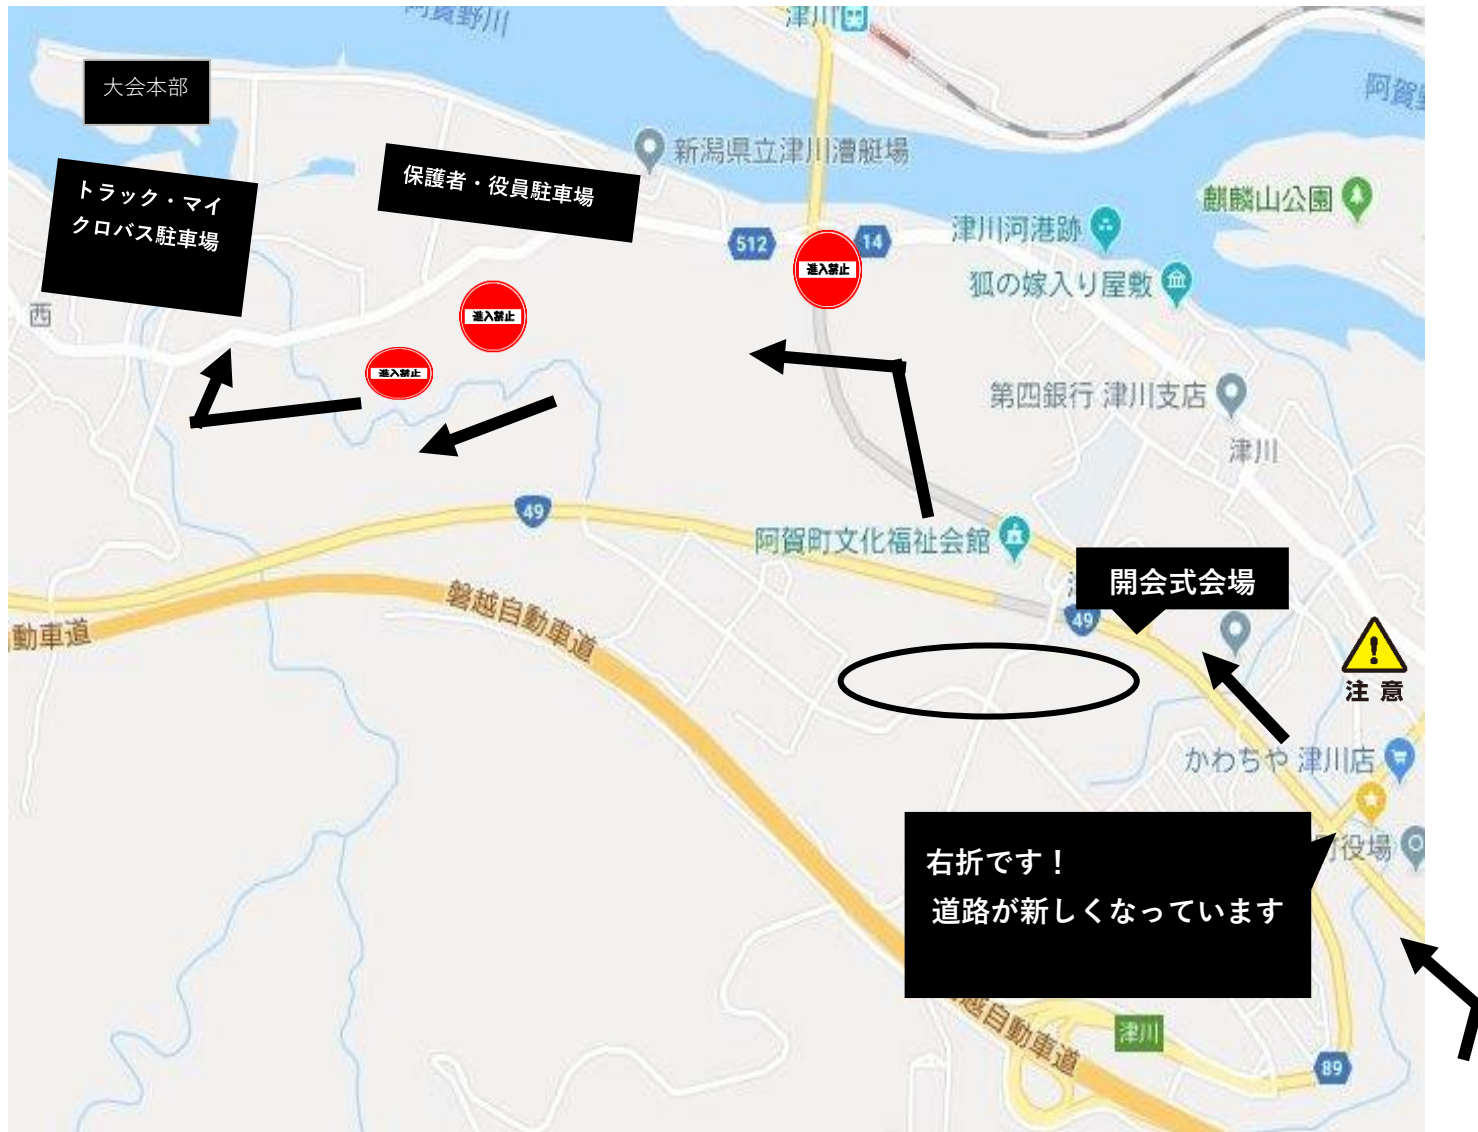 阿賀野川
津川
大会本部
阿賀野
トラック・マイ
クロバス駐車場
保護者・役員駐車場
新潟県立津川漕艇場
麒麟山公園
津川河港跡
512
14
進入禁止
狐の嫁入り屋敷
西
進入禁止
進入禁止
第四銀行 津川支店
津川
49
阿賀町文化福祉会館
開会式会場
49
磐越自動車道
動車道
注 意
かわちや 津川店
町役場
右折です！
道路が新しくなっています
越自動車道
津川
89